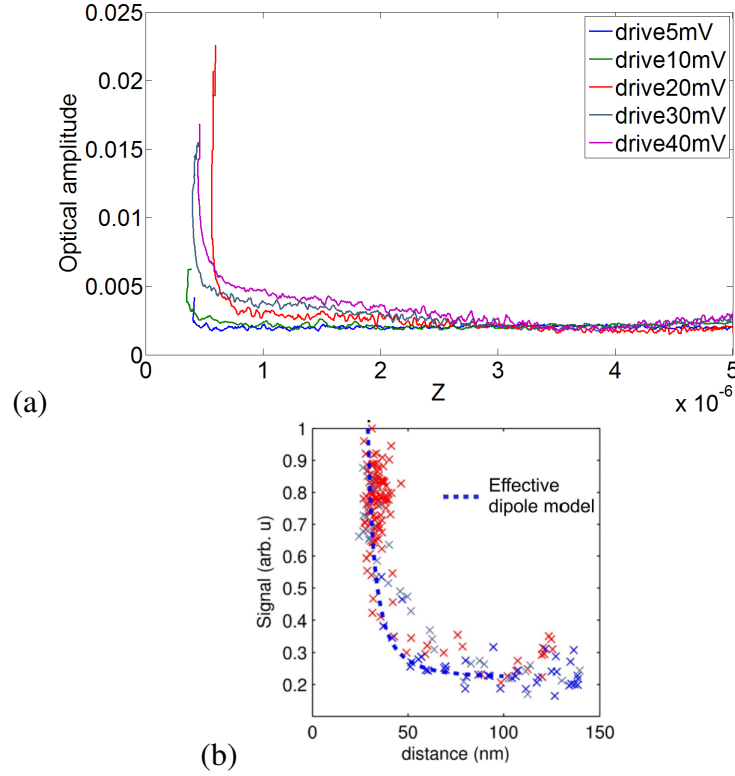 0.025
0.02
0.015
0.01
0.005
0
Optical amplitude
drive5mV
drive10mV
drive20mV
drive30mV
drive40mV
0 1 2 3 4 5
Z
x 10⁻⁶
(a)
1
0.9
0.8
0.7
0.6
0.5
0.4
0.3
0.2
Signal (arb. u)
Effective
dipole model
0 50 100 150
distance (nm)
(b)